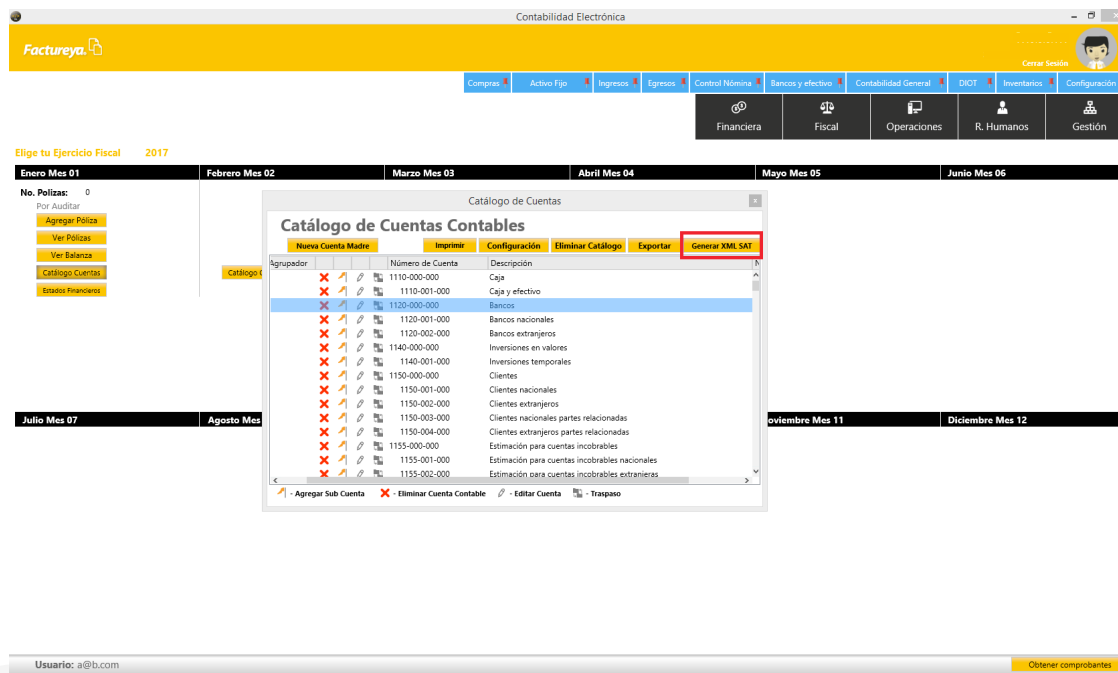 Contabilidad Electrónica
Factureya.
Cerrar Sesión
Compras Activo Fijo Ingresos Egresos Control Nómina Bancos y efectivo Contabilidad General DIOT Inventarios Configuración
Financiera Fiscal Operaciones R. Humanos Gestión
Elige tu Ejercicio Fiscal 2017
Enero Mes 01 Febrero Mes 02 Marzo Mes 03 Abril Mes 04 Mayo Mes 05 Junio Mes 06
No. Polizas: 0
Por Auditar
Agregar Póliza
Ver Pólizas
Ver Balanza
Catálogo Cuentas
Estados Financieros
Catálogo C
Catálogo de Cuentas
Catálogo de Cuentas Contables
Nueva Cuenta Madre Imprimir Configuración Eliminar Catálogo Exportar Generar XML SAT
Agrupador Número de Cuenta Descripción N
1110-000-000 Caja
1110-001-000 Caja y efectivo
1120-000-000 Bancos
1120-001-000 Bancos nacionales
1120-002-000 Bancos extranjeros
1140-000-000 Inversiones en valores
1140-001-000 Inversiones temporales
1150-000-000 Clientes
1150-001-000 Clientes nacionales
1150-002-000 Clientes extranjeros
1150-003-000 Clientes nacionales partes relacionadas
1150-004-000 Clientes extranjeros partes relacionadas
1155-000-000 Estimación para cuentas incobrables
1155-001-000 Estimación para cuentas incobrables nacionales
1155-002-000 Estimación para cuentas incobrables extranjeras
- Agregar Sub Cuenta - Eliminar Cuenta Contable - Editar Cuenta - Traspaso
Julio Mes 07 Agosto Mes oviembre Mes 11 Diciembre Mes 12
Usuario: a@b.com
Obtener comprobantes